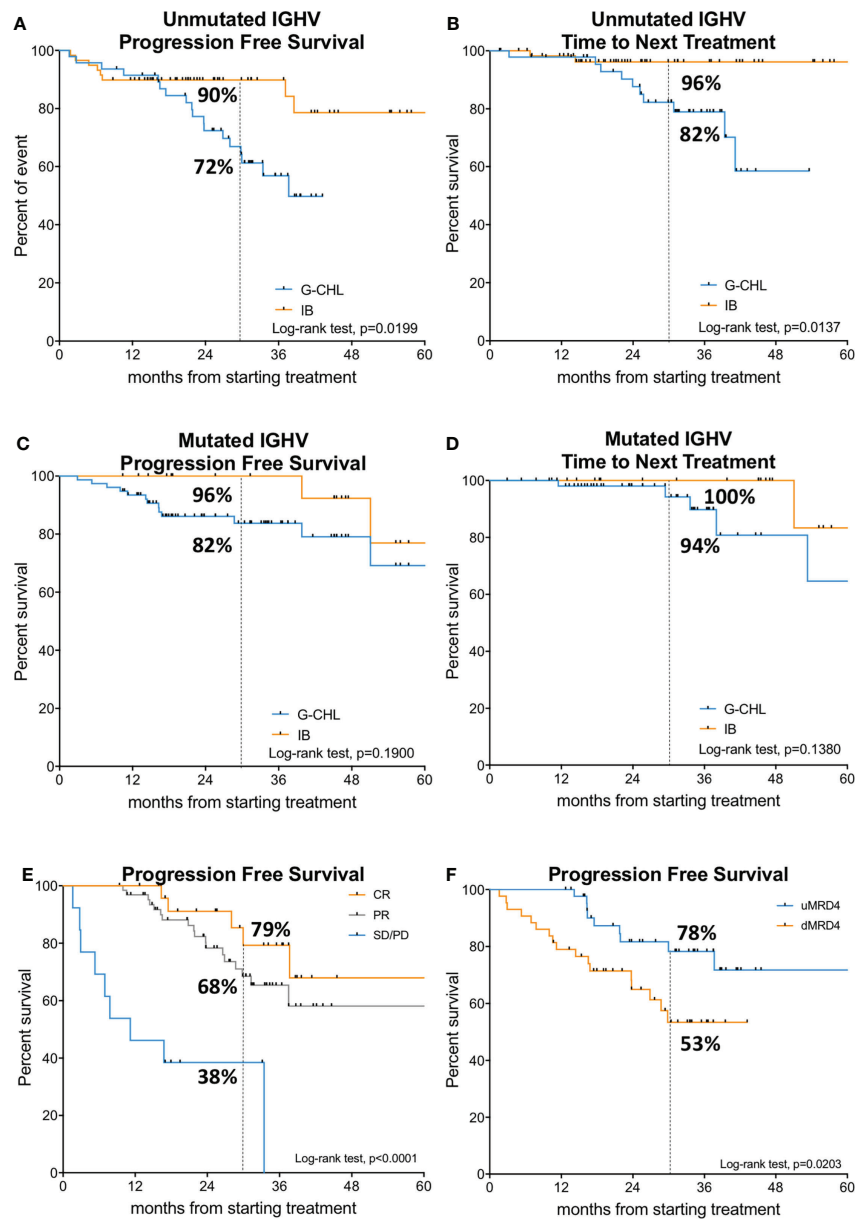 A
Unmutated IGHV
Progression Free Survival
Percent of event
100
80
60
40
20
0
90%
72%
G-CHL
IB
Log-rank test, p=0.0199
0 12 24 36 48 60
months from starting treatment
B
Unmutated IGHV
Time to Next Treatment
Percent survival
100
80
60
40
20
0
96%
82%
G-CHL
IB
Log-rank test, p=0.0137
0 12 24 36 48 60
months from starting treatment
C
Mutated IGHV
Progression Free Survival
Percent survival
100
80
60
40
20
0
96%
82%
G-CHL
IB
Log-rank test, p=0.1900
0 12 24 36 48 60
months from starting treatment
D
Mutated IGHV
Time to Next Treatment
Percent survival
100
80
60
40
20
0
100%
94%
G-CHL
IB
Log-rank test, p=0.1380
0 12 24 36 48 60
months from starting treatment
E
Progression Free Survival
Percent survival
100
80
60
40
20
0
CR
PR
SD/PD
79%
68%
38%
Log-rank test, p<0.0001
0 12 24 36 48 60
months from starting treatment
F
Progression Free Survival
Percent survival
100
80
60
40
20
0
uMRD4
dMRD4
78%
53%
Log-rank test, p=0.0203
0 12 24 36 48 60
months from starting treatment